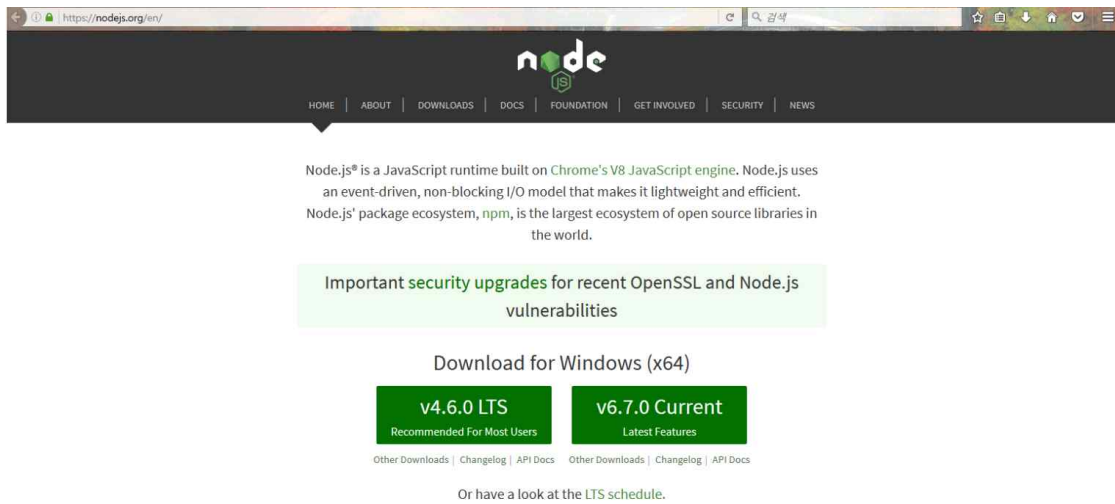 https://nodejs.org/en/
검색
node
JS
HOME | ABOUT | DOWNLOADS | DOCS | FOUNDATION | GET INVOLVED | SECURITY | NEWS
Node.js® is a JavaScript runtime built on Chrome's V8 JavaScript engine. Node.js uses
an event-driven, non-blocking I/O model that makes it lightweight and efficient.
Node.js' package ecosystem, npm, is the largest ecosystem of open source libraries in
the world.
Important security upgrades for recent OpenSSL and Node.js
vulnerabilities
Download for Windows (x64)
v4.6.0 LTS
Recommended For Most Users
v6.7.0 Current
Latest Features
Other Downloads | Changelog | API Docs
Other Downloads | Changelog | API Docs
Or have a look at the LTS schedule.